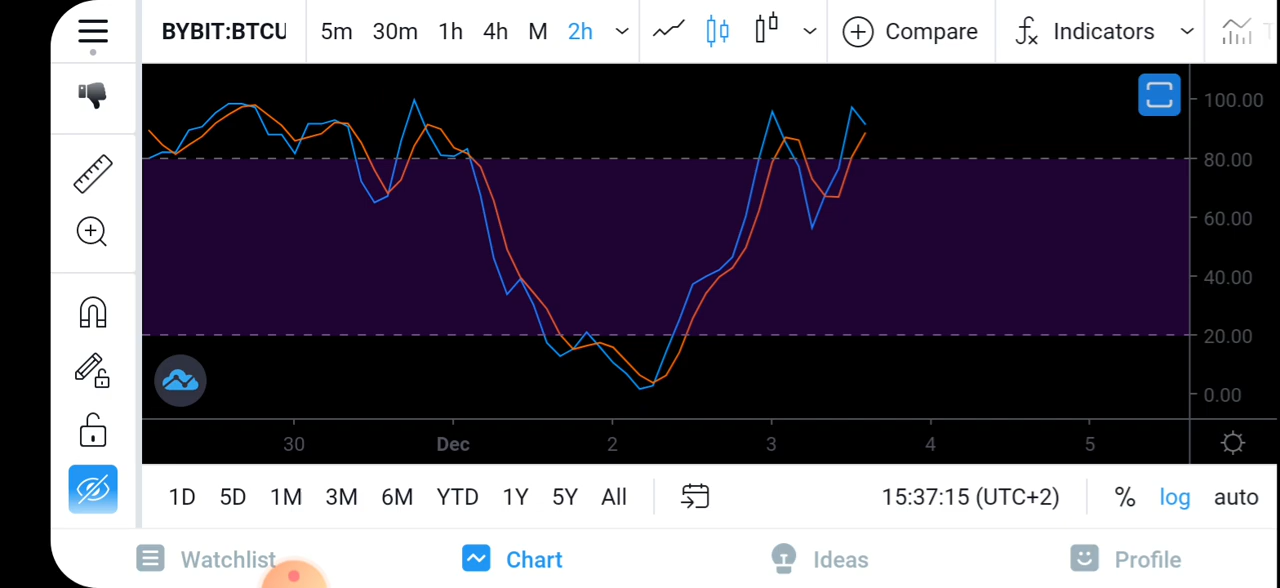 BYBIT:BTCU 5m 30m 1h 4h M 2h Compare Indicators
100.00
80.00
60.00
40.00
20.00
0.00
30 Dec 2 3 4 5
1D 5D 1M 3M 6M YTD 1Y 5Y All 15:37:15 (UTC+2) % log auto
Watchlist Chart Ideas Profile